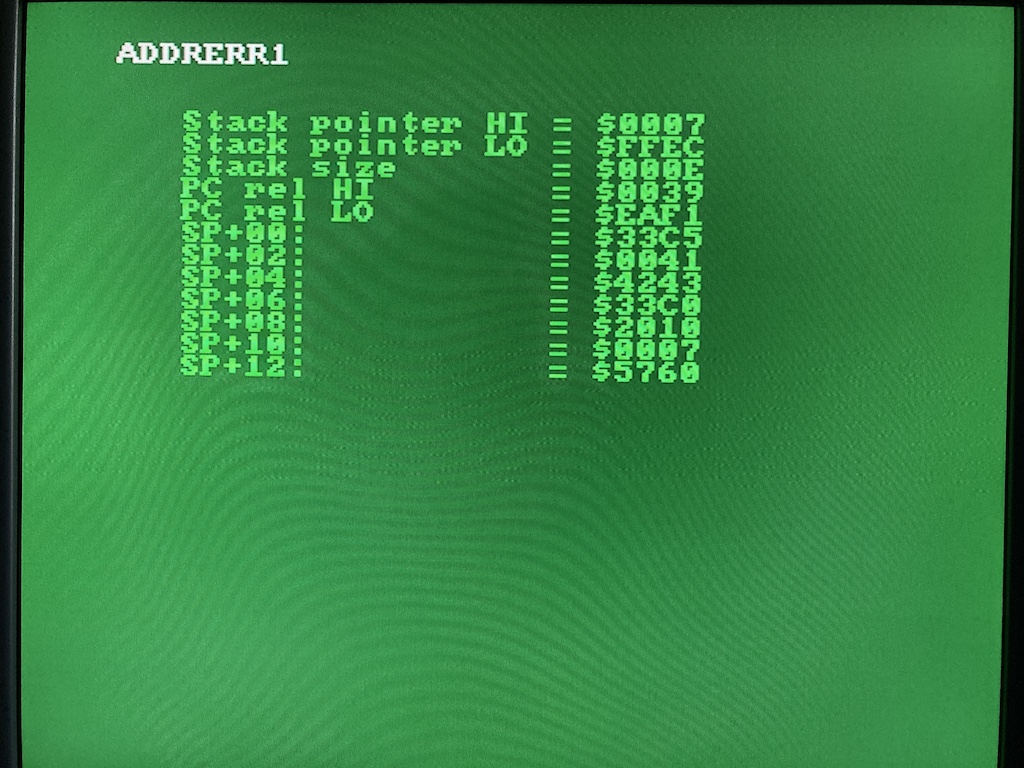 ADDRERR1
Stack pointer HI = $0007
Stack pointer LO = $FFEC
Stack size = $000E
PC rel HI = $0039
PC rel LO = $EAF1
SP+00: = $33C5
SP+02: = $0041
SP+04: = $4243
SP+06: = $33C0
SP+08: = $2010
SP+10: = $0007
SP+12: = $5760